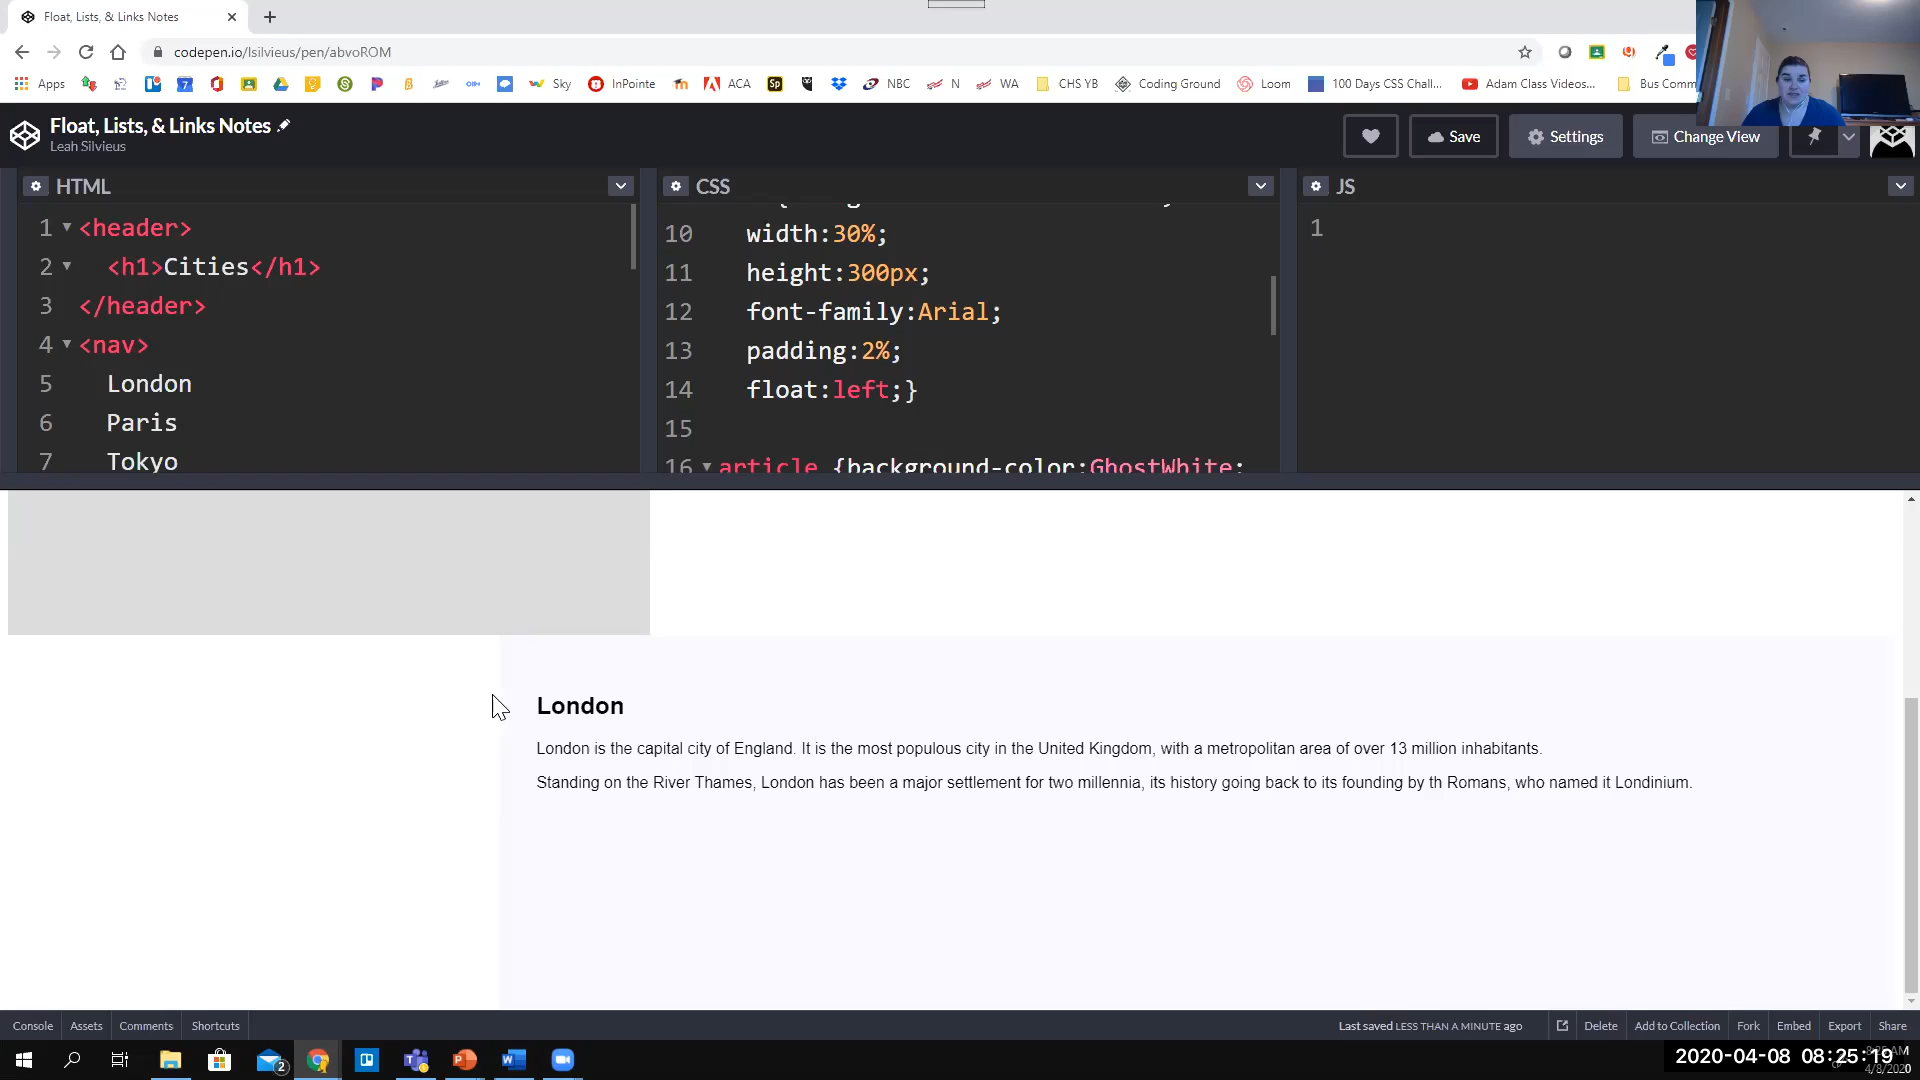 Float, Lists, & Links Notes
codepen.io/lsilvieus/pen/abvoROM
Apps
Sky
InPointe
ACA
NBC
N
WA
CHS YB
Coding Ground
Loom
100 Days CSS Chall...
Adam Class Videos...
Bus Comm
Float, Lists, & Links Notes
Leah Silvieus
Save
Settings
Change View
HTML
1 <header>
2 <h1>Cities</h1>
3 </header>
4 <nav>
5 London
6 Paris
7 Tokyo
CSS
10 width:30%;
11 height:300px;
12 font-family:Arial;
13 padding:2%;
14 float:left;}
15
16 article {background-color:GhostWhite;
JS
1
London
London is the capital city of England. It is the most populous city in the United Kingdom, with a metropolitan area of over 13 million inhabitants.
Standing on the River Thames, London has been a major settlement for two millennia, its history going back to its founding by th Romans, who named it Londinium.
Console
Assets
Comments
Shortcuts
Last saved LESS THAN A MINUTE ago
Delete
Add to Collection
Fork
Embed
Export
Share
2020-04-08 08:25:19
4/8/2020